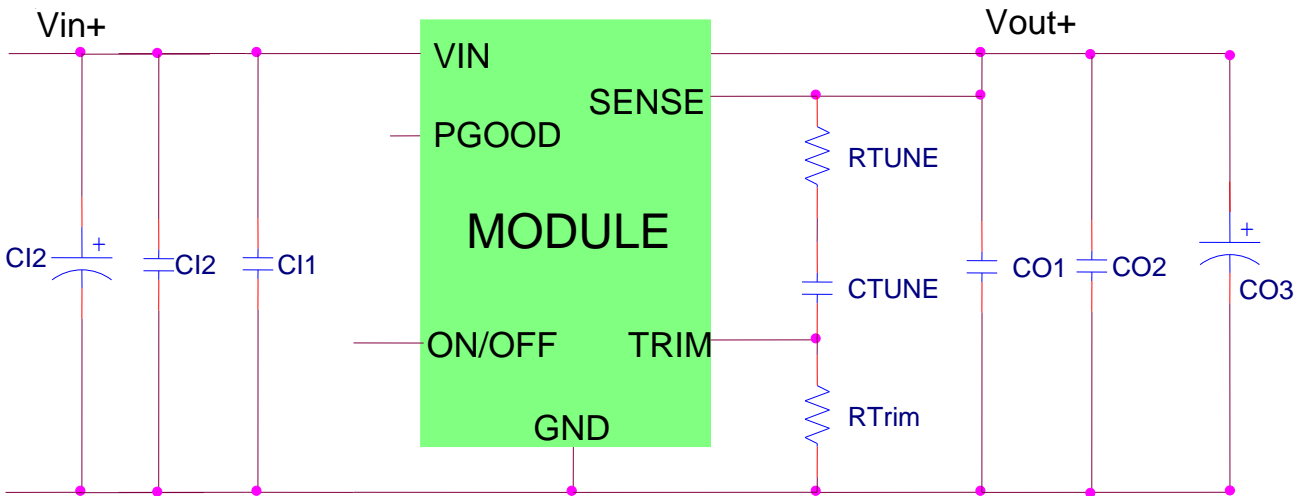 Vin+
Vout+
VIN
SENSE
PGOOD
RTUNE
MODULE
+
CI2
CI2
CI1
CTUNE
CO1
CO2
+
CO3
ON/OFF
TRIM
RTrim
GND